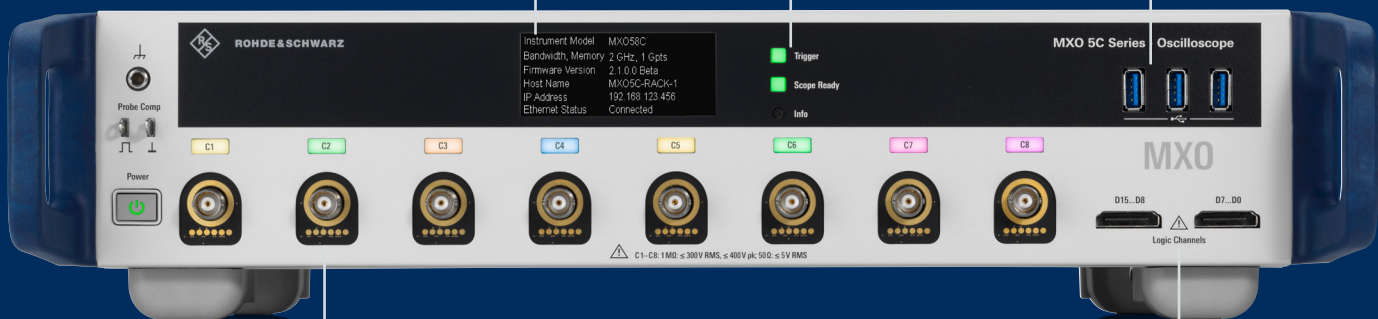 R&S ROHDE&SCHWARZ
Instrument Model MXO58C
Bandwidth, Memory 2 GHz, 1 Gpts
Firmware Version 2.1.0.0 Beta
Host Name MXO5C-RACK-1
IP Address 192.168.123.456
Ethernet Status Connected
Trigger
Scope Ready
Info
MXO 5C Series Oscilloscope
Probe Comp
Power
C1 C2 C3 C4 C5 C6 C7 C8
MXO
D15...D8 D7...D0
Logic Channels
C1–C8: 1 MΩ: ≤ 300 V RMS, ≤ 400 V pk; 50 Ω: ≤ 5 V RMS